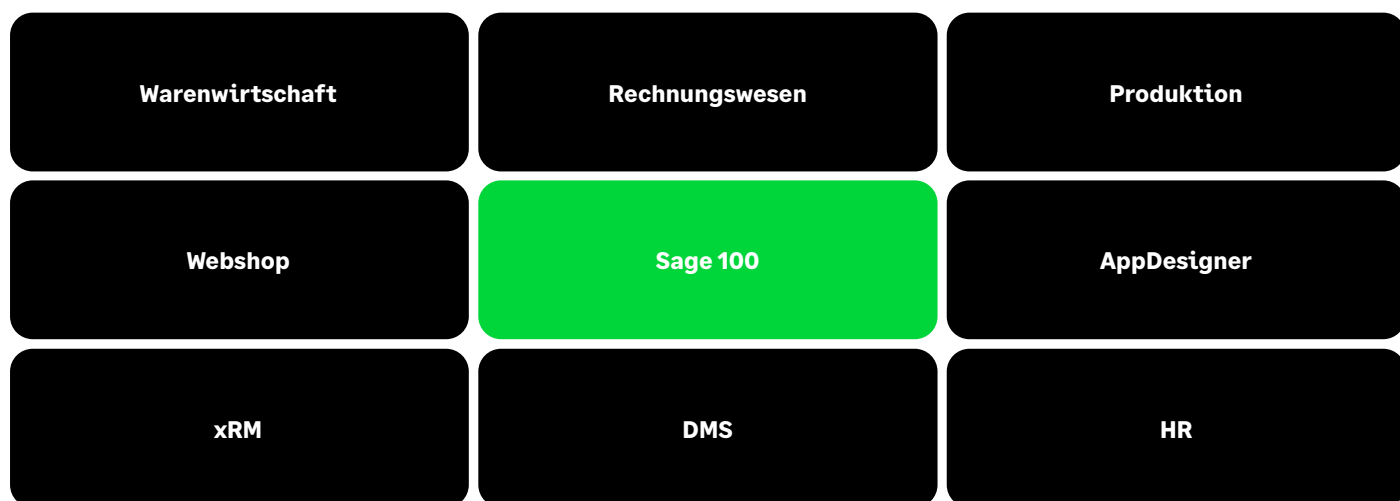 Warenwirtschaft
Rechnungswesen
Produktion
Webshop
Sage 100
AppDesigner
xRM
DMS
HR